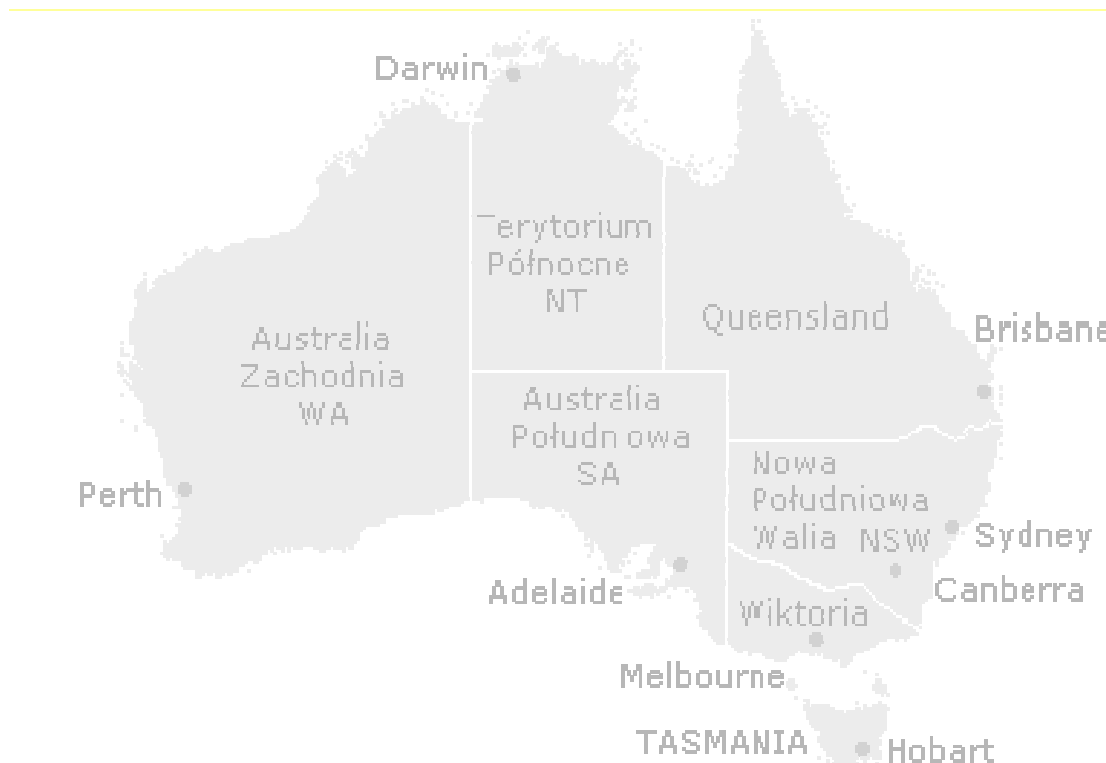 Darwin
Terytorium
Północne
NT
Queensland
Brisbane
Australia
Zachodnia
WA
Australia
Południowa
SA
Nowa
Południowa
Walia NSW
Perth
Sydney
Adelaide
Canberra
Wiktoria
Melbourne
TASMANIA
Hobart